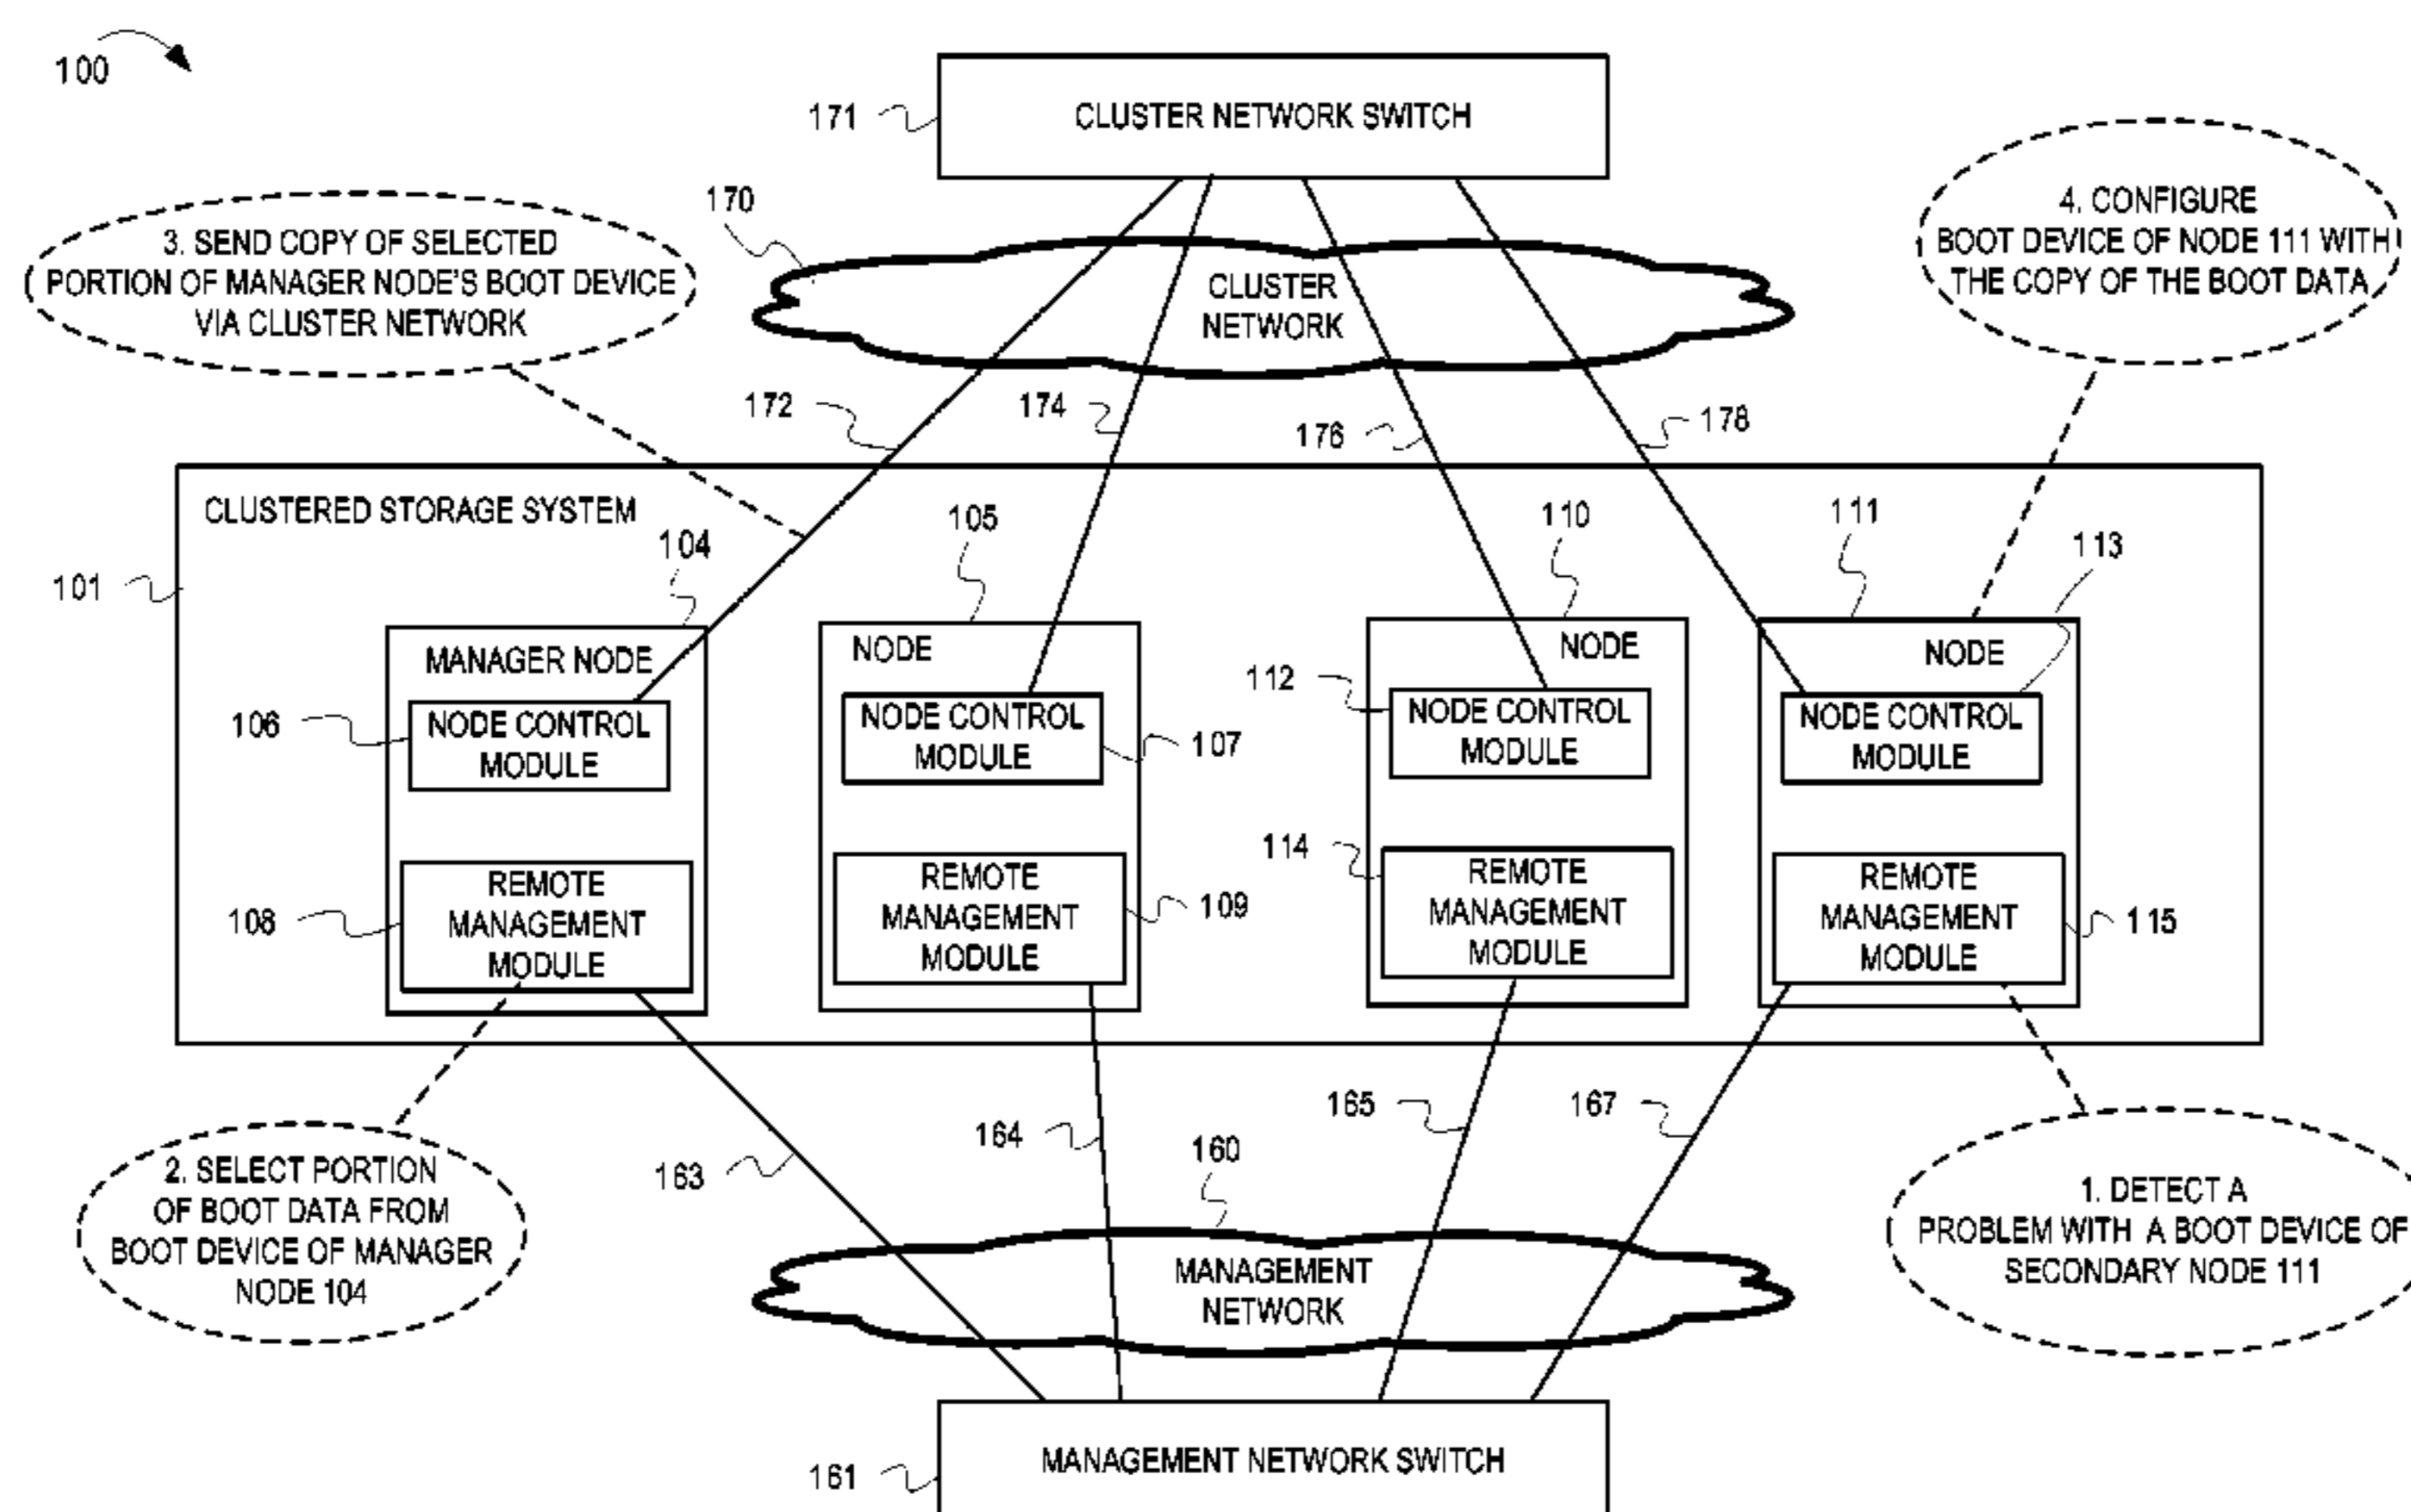 100
171
CLUSTER NETWORK SWITCH
170
CLUSTER
NETWORK
3. SEND COPY OF SELECTED
PORTION OF MANAGER NODE'S BOOT DEVICE
VIA CLUSTER NETWORK
4. CONFIGURE
BOOT DEVICE OF NODE 111 WITH
THE COPY OF THE BOOT DATA
172
174
176
178
CLUSTERED STORAGE SYSTEM
101
104
105
110
111
113
MANAGER NODE
106
NODE CONTROL
MODULE
108
REMOTE
MANAGEMENT
MODULE
NODE
NODE CONTROL
MODULE
107
REMOTE
MANAGEMENT
MODULE
109
NODE
112
NODE CONTROL
MODULE
114
REMOTE
MANAGEMENT
MODULE
NODE
NODE CONTROL
MODULE
REMOTE
MANAGEMENT
MODULE
115
2. SELECT PORTION
OF BOOT DATA FROM
BOOT DEVICE OF MANAGER
NODE 104
163
164
165
167
160
MANAGEMENT
NETWORK
1. DETECT A
PROBLEM WITH A BOOT DEVICE OF
SECONDARY NODE 111
161
MANAGEMENT NETWORK SWITCH